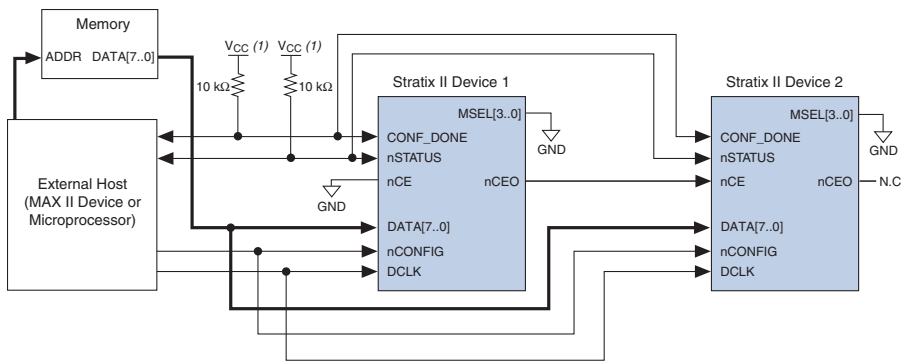 Memory
ADDR DATA[7..0]
VCC (1) VCC (1)
10 kΩ 10 kΩ
External Host
(MAX II Device or
Microprocessor)
Stratix II Device 1
MSEL[3..0]
GND
CONF_DONE
nSTATUS
nCE nCEO
GND
DATA[7..0]
nCONFIG
DCLK
Stratix II Device 2
MSEL[3..0]
GND
CONF_DONE
nSTATUS
nCE nCEO N.C
DATA[7..0]
nCONFIG
DCLK